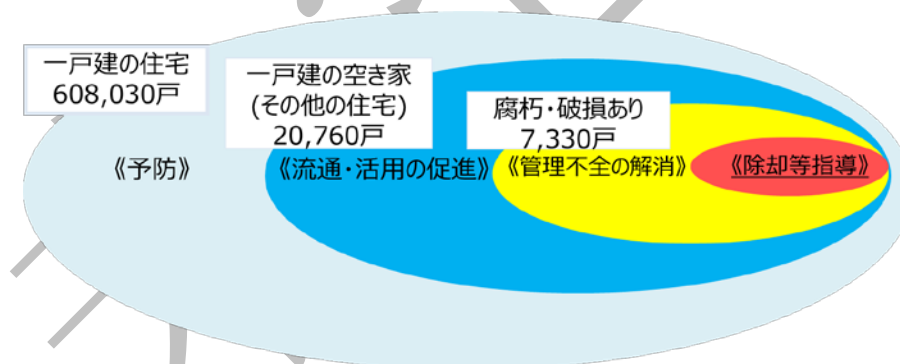 一戸建の住宅
608,030戸
一戸建の空き家
(その他の住宅)
20,760戸
腐朽・破損あり
7,330戸
《予防》
《流通・活用の促進》
《管理不全の解消》
《除却等指導》